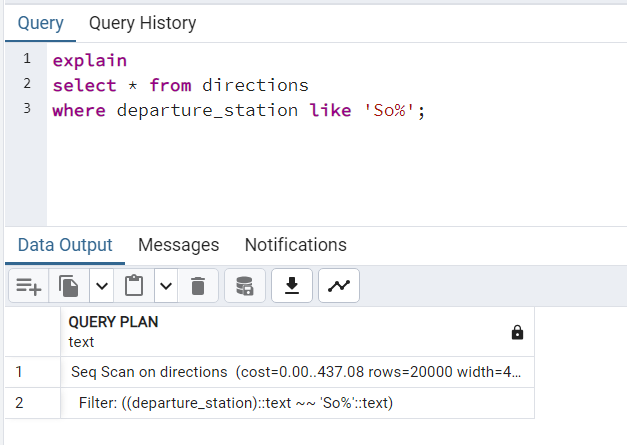 Query Query History
1 explain
2 select * from directions
3 where departure_station like 'So%';
Data Output Messages Notifications
QUERY PLAN
text
1 Seq Scan on directions (cost=0.00..437.08 rows=20000 width=4...
2 Filter: ((departure_station)::text ~~ 'So%'::text)